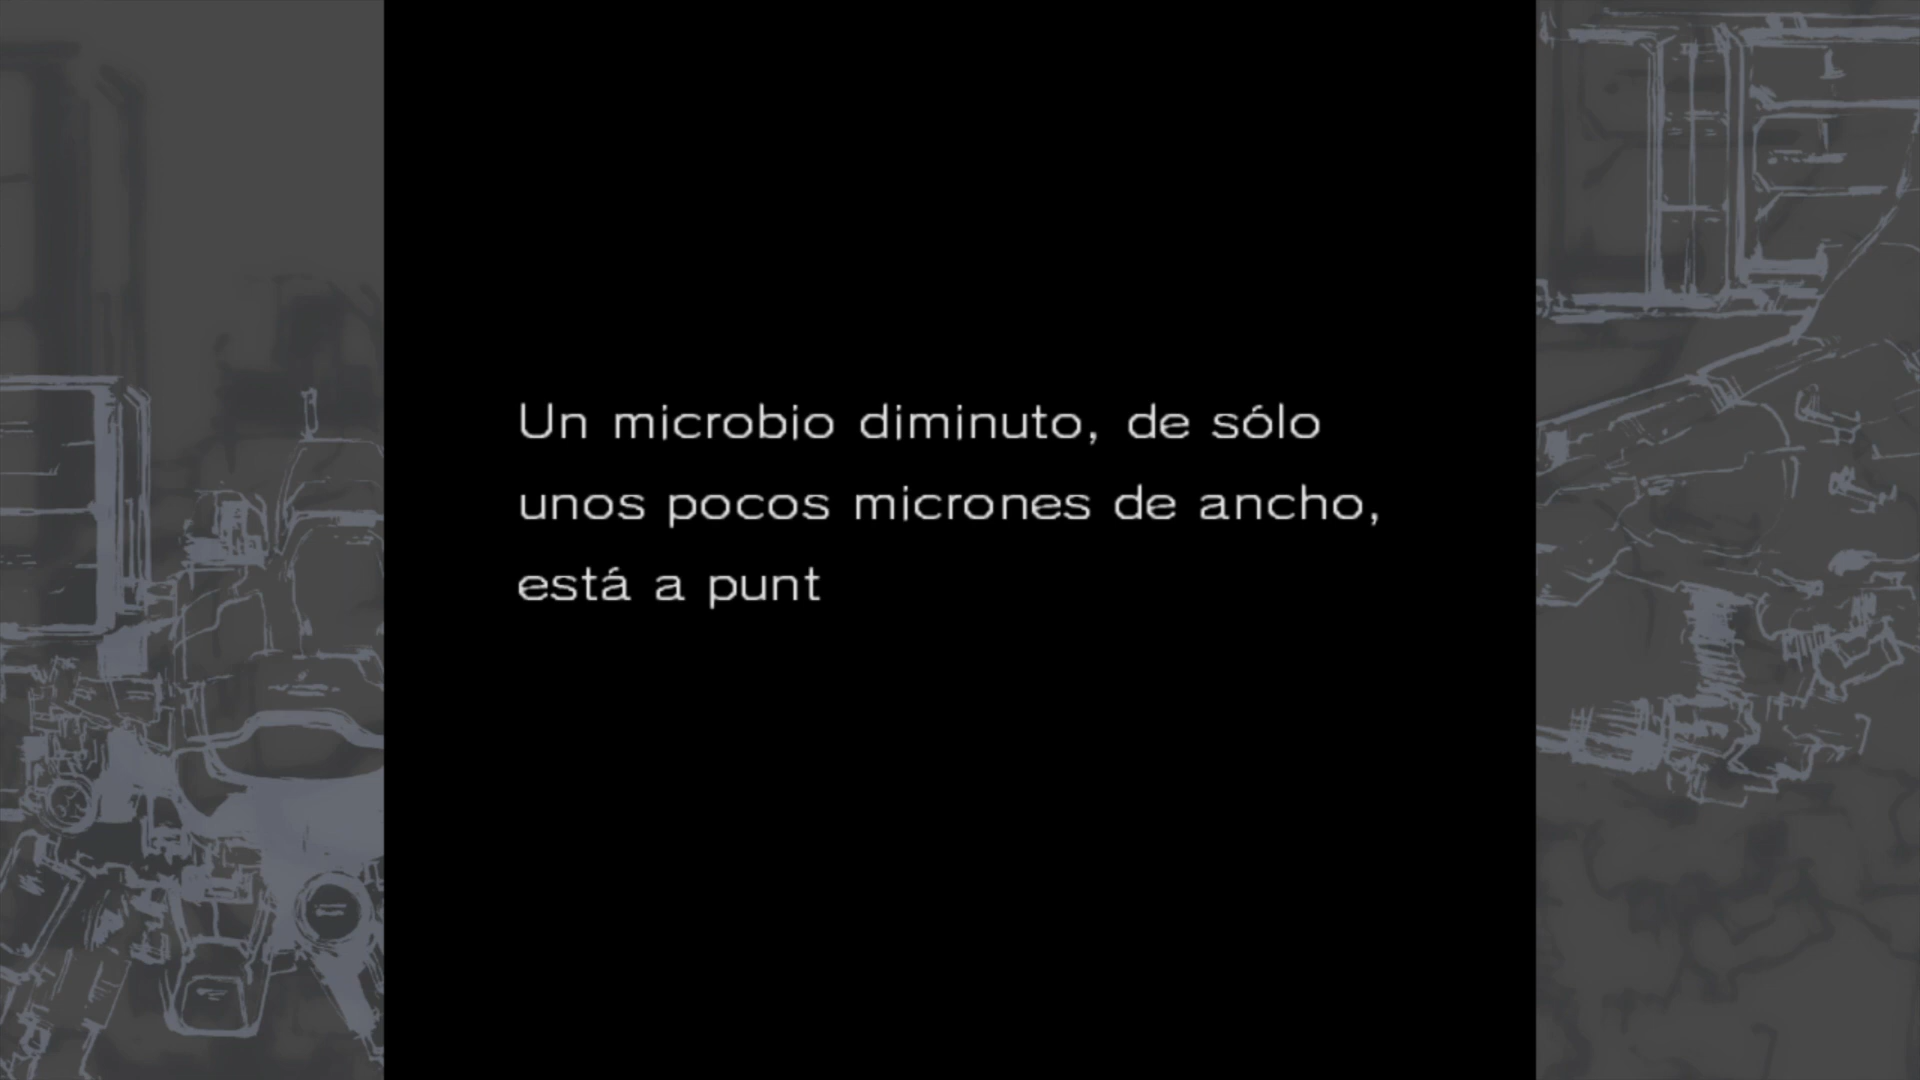 Un microbio diminuto, de sólo
unos pocos micrones de ancho,
está a punt